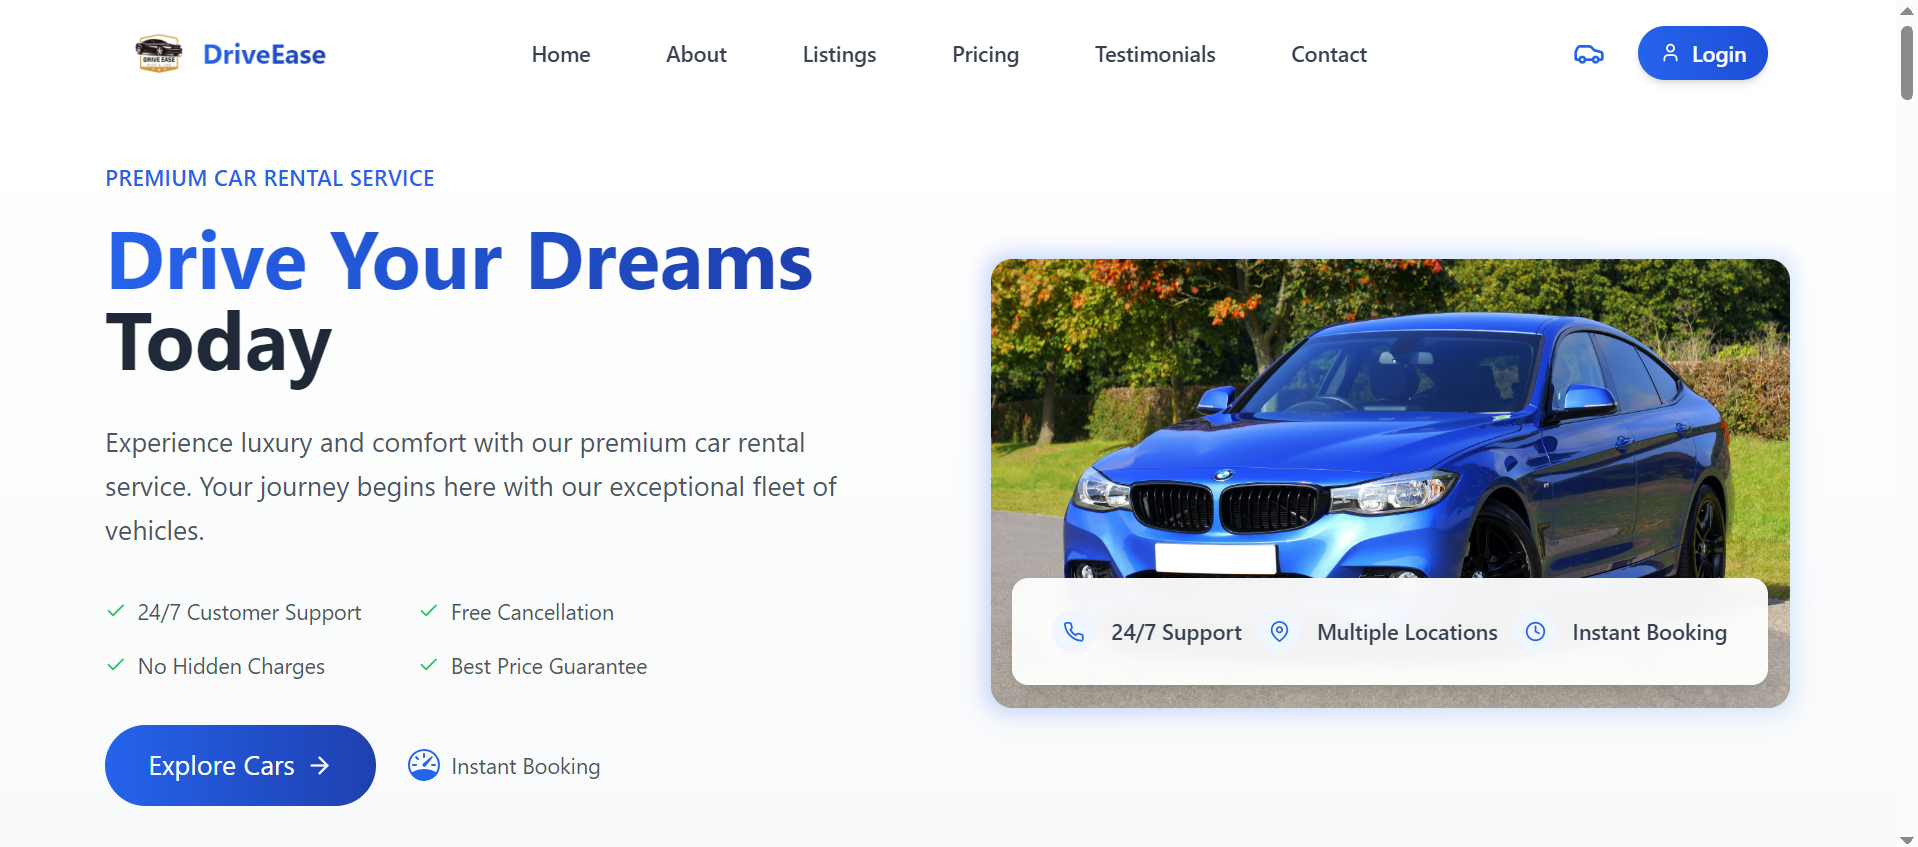 DRIVE EASE
DriveEase
Home
About
Listings
Pricing
Testimonials
Contact
Login
PREMIUM CAR RENTAL SERVICE
Drive Your Dreams
Today
Experience luxury and comfort with our premium car rental
service. Your journey begins here with our exceptional fleet of
vehicles.
24/7 Customer Support
Free Cancellation
No Hidden Charges
Best Price Guarantee
Explore Cars
Instant Booking
24/7 Support
Multiple Locations
Instant Booking